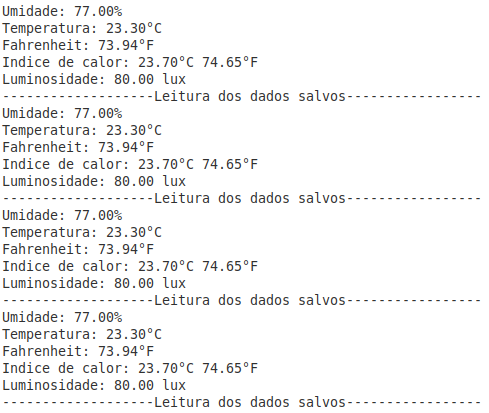 Umidade: 77.00%
Temperatura: 23.30°C
Fahrenheit: 73.94°F
Indice de calor: 23.70°C 74.65°F
Luminosidade: 80.00 lux
-------------------Leitura dos dados salvos-----------------
Umidade: 77.00%
Temperatura: 23.30°C
Fahrenheit: 73.94°F
Indice de calor: 23.70°C 74.65°F
Luminosidade: 80.00 lux
-------------------Leitura dos dados salvos-----------------
Umidade: 77.00%
Temperatura: 23.30°C
Fahrenheit: 73.94°F
Indice de calor: 23.70°C 74.65°F
Luminosidade: 80.00 lux
-------------------Leitura dos dados salvos-----------------
Umidade: 77.00%
Temperatura: 23.30°C
Fahrenheit: 73.94°F
Indice de calor: 23.70°C 74.65°F
Luminosidade: 80.00 lux
-------------------Leitura dos dados salvos-----------------